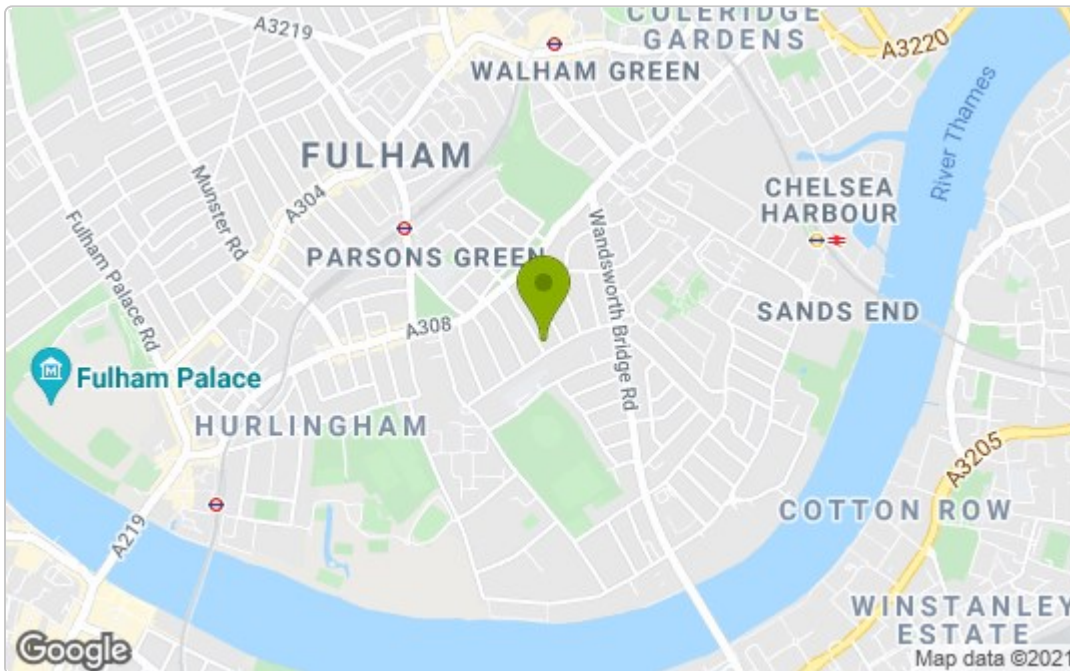 COLERIDGE
GARDENS
A3219
A3220
WALHAM GREEN
FULHAM
Munster Rd
A304
River Thames
CHELSEA
HARBOUR
Fulham Palace Rd
Wandsworth Bridge Rd
PARSONS GREEN
SANDS END
A308
Fulham Palace
HURLINGHAM
A3205
COTTON ROW
A219
WINSTANLEY
ESTATE
Google
Map data ©2021